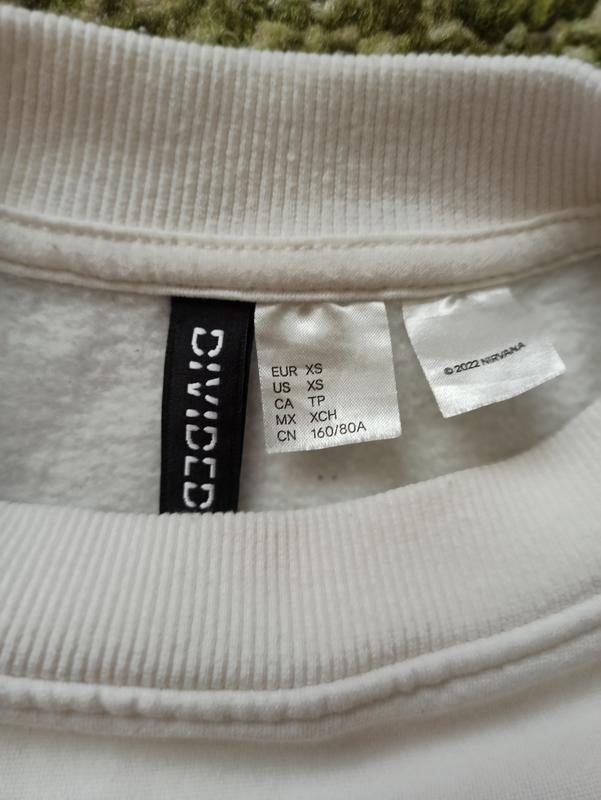 DIVIDED
EUR XS
US XS
CA TP
MX XCH
CN 160/80A
© 2022 NIRVANA